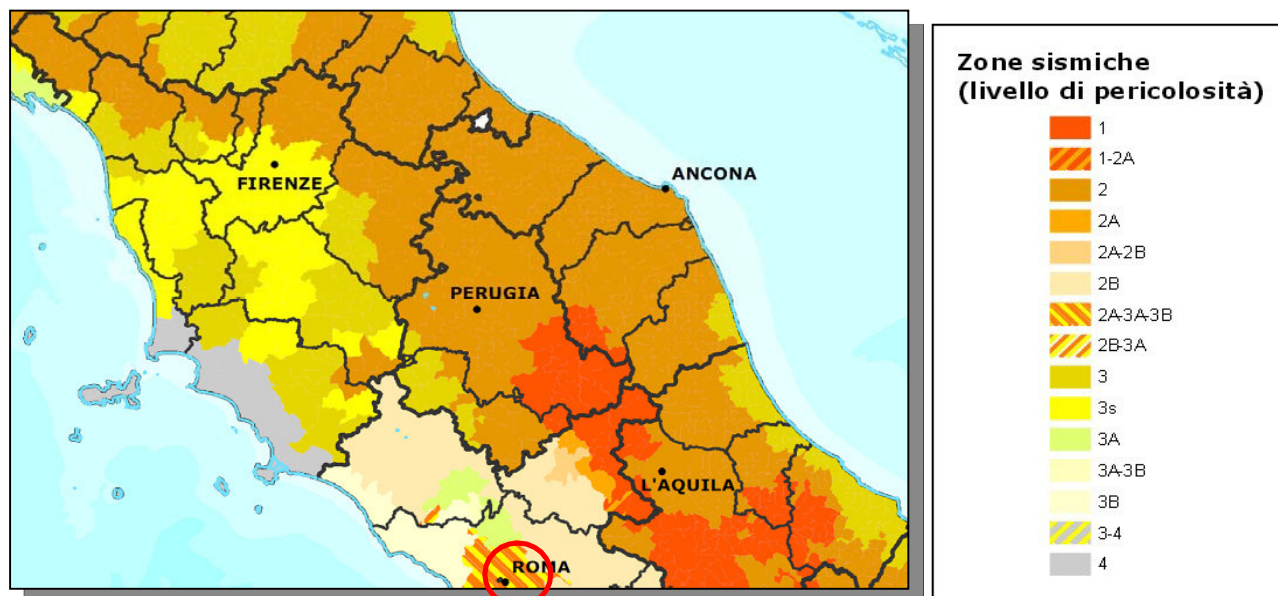 FIRENZE
ANCONA
PERUGIA
L'AQUILA
ROMA
Zone sismiche
(livello di pericolosità)
1
1-2A
2
2A
2A-2B
2B
2A-3A-3B
2B-3A
3
3s
3A
3A-3B
3B
3-4
4